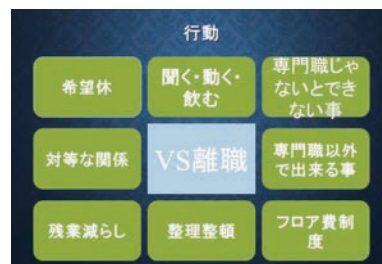 行動
希望休
聞く・動く・
飲む
専門職じゃ
ないとでき
ない事
対等な関係
VS離職
専門職以外
で出来る事
残業減らし
整理整頓
フロア費制
度